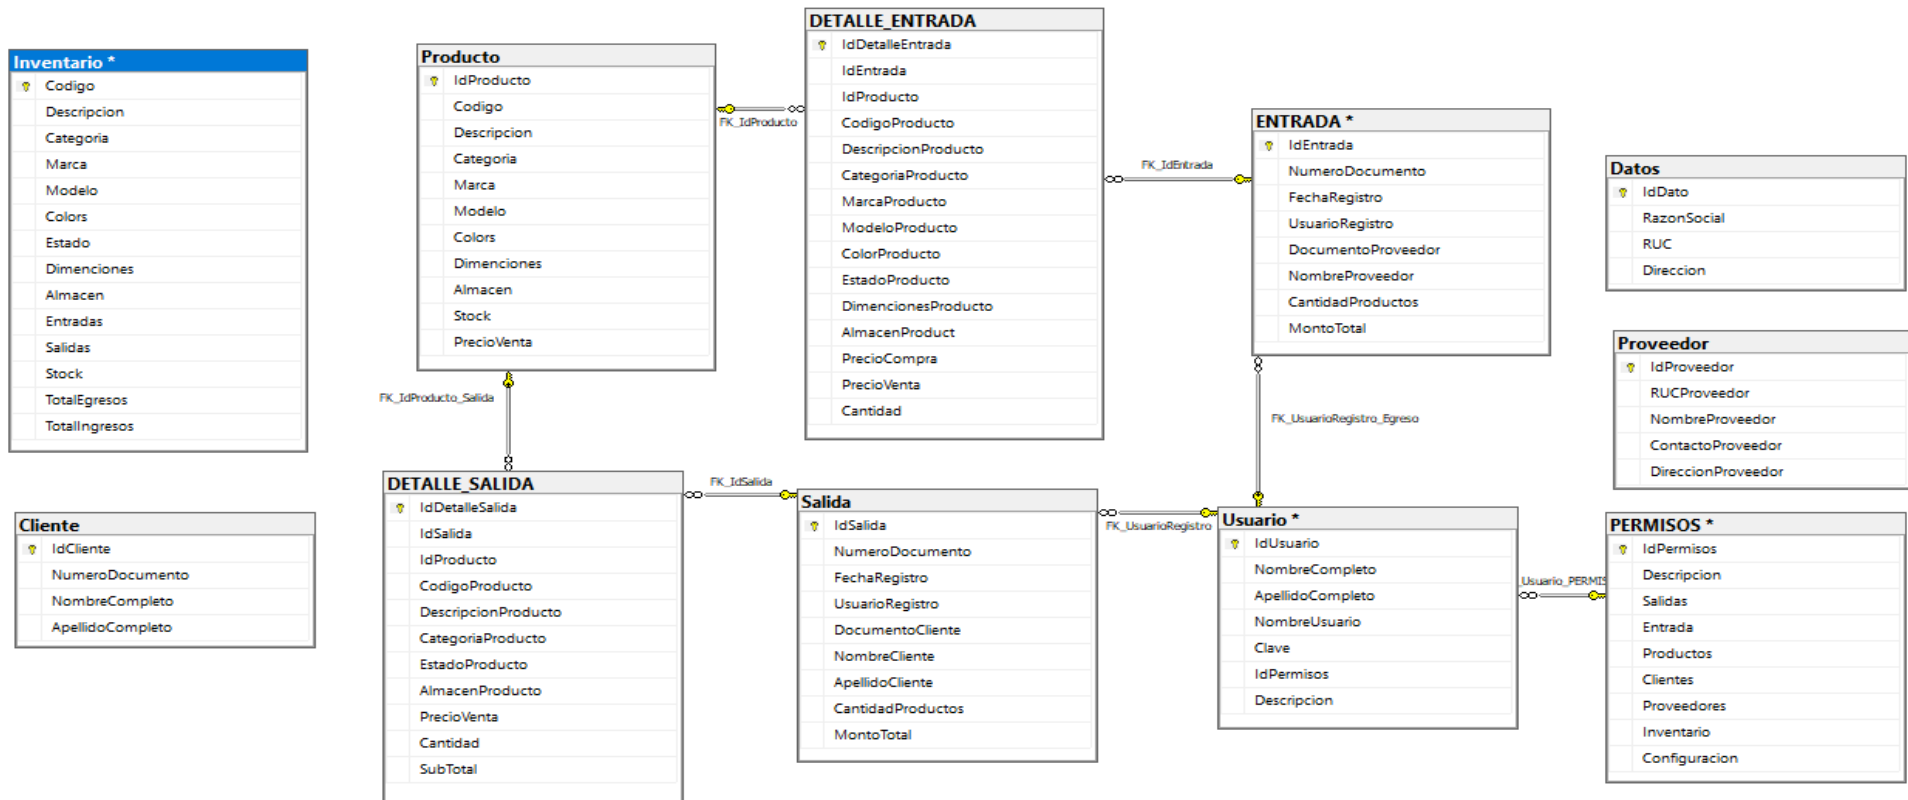 Inventario *
Codigo
Descripcion
Categoria
Marca
Modelo
Colors
Estado
Dimenciones
Almacen
Entradas
Salidas
Stock
TotalEgresos
TotalIngresos
Producto
IdProducto
Codigo
Descripcion
Categoria
Marca
Modelo
Colors
Dimenciones
Almacen
Stock
PrecioVenta
FK_IdProducto
DETALLE_ENTRADA
IdDetalleEntrada
IdEntrada
IdProducto
CodigoProducto
DescripcionProducto
CategoriaProducto
MarcaProducto
ModeloProducto
ColorProducto
EstadoProducto
DimencionesProducto
AlmacenProduct
PrecioCompra
PrecioVenta
Cantidad
FK_IdEntrada
ENTRADA *
IdEntrada
NumeroDocumento
FechaRegistro
UsuarioRegistro
DocumentoProveedor
NombreProveedor
CantidadProductos
MontoTotal
Datos
IdDato
RazonSocial
RUC
Direccion
Proveedor
IdProveedor
RUCProveedor
NombreProveedor
ContactoProveedor
DireccionProveedor
FK_IdProducto_Salida
FK_UsuarioRegistro_Egreso
Cliente
IdCliente
NumeroDocumento
NombreCompleto
ApellidoCompleto
DETALLE_SALIDA
IdDetalleSalida
IdSalida
IdProducto
CodigoProducto
DescripcionProducto
CategoriaProducto
EstadoProducto
AlmacenProducto
PrecioVenta
Cantidad
SubTotal
FK_IdSalida
Salida
IdSalida
NumeroDocumento
FechaRegistro
UsuarioRegistro
DocumentoCliente
NombreCliente
ApellidoCliente
CantidadProductos
MontoTotal
FK_UsuarioRegistro
Usuario *
IdUsuario
NombreCompleto
ApellidoCompleto
NombreUsuario
Clave
IdPermisos
Descripcion
_Usuario_PERMIS
PERMISOS *
IdPermisos
Descripcion
Salidas
Entrada
Productos
Clientes
Proveedores
Inventario
Configuracion